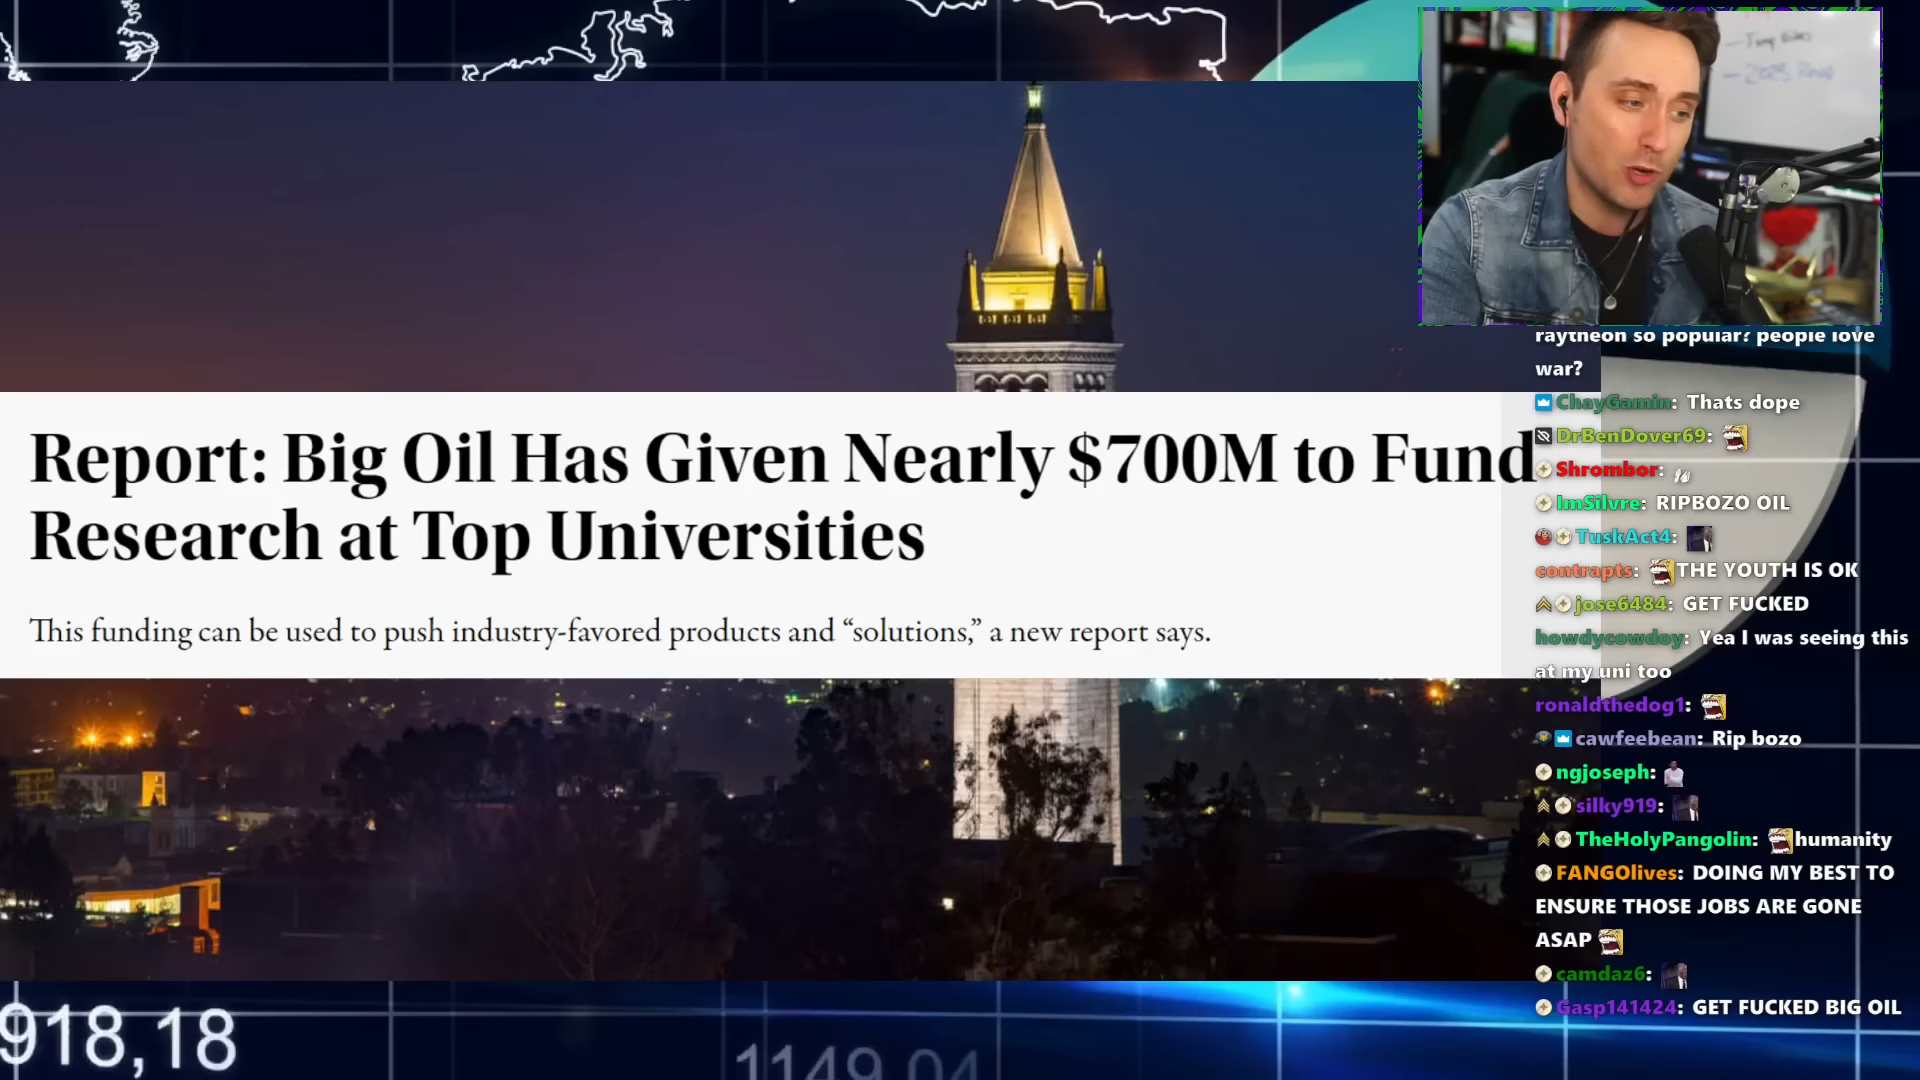 Report: Big Oil Has Given Nearly $700M to Fund
Research at Top Universities
This funding can be used to push industry-favored products and “solutions,” a new report says.
raytheon so popular? people love
war?
ChayGamin: Thats dope
DrBenDover69:
Shrombor:
ImSilvre: RIPBOZO OIL
TuskAct4:
contrapts: THE YOUTH IS OK
jose6484: GET FUCKED
howdycowdoy: Yea I was seeing this
at my uni too
ronaldthedog1:
cawfeebean: Rip bozo
ngjoseph:
silky919:
TheHolyPangolin: humanity
FANGOlives: DOING MY BEST TO
ENSURE THOSE JOBS ARE GONE
ASAP
camdaz6:
Gasp141424: GET FUCKED BIG OIL
918,18
1149,04